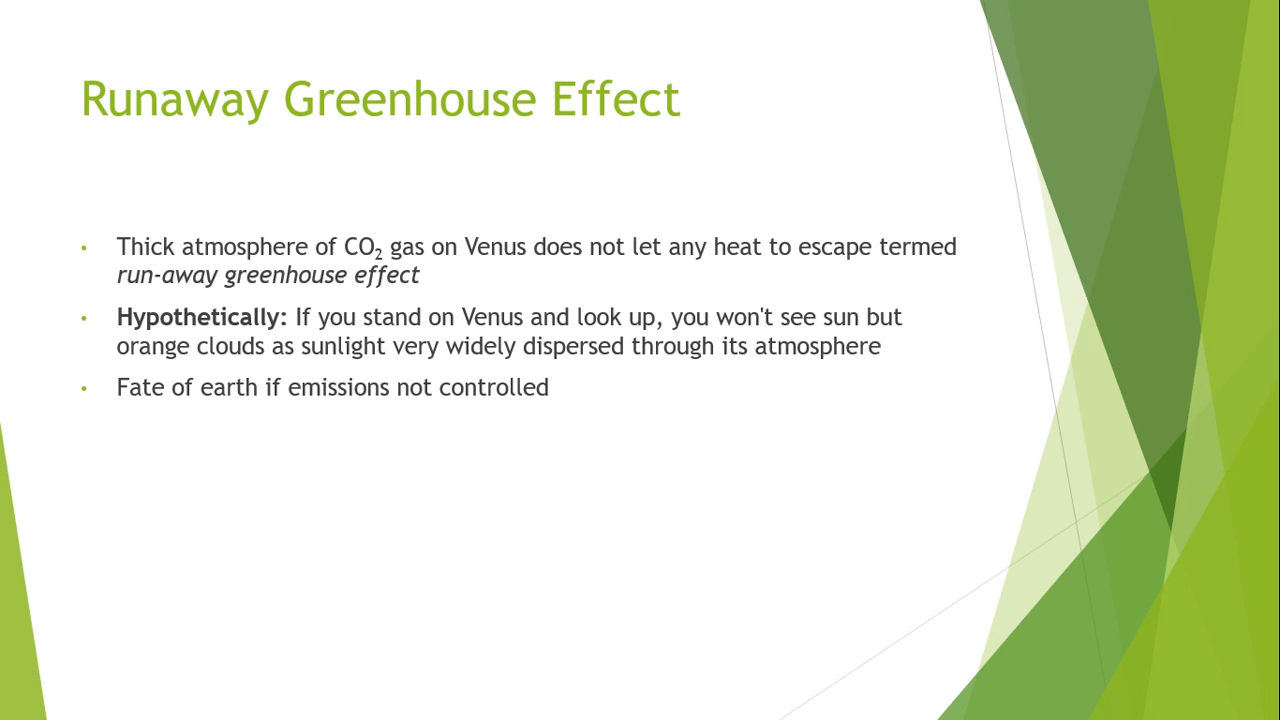 Runaway Greenhouse Effect
• Thick atmosphere of CO₂ gas on Venus does not let any heat to escape termed
run-away greenhouse effect
• Hypothetically: If you stand on Venus and look up, you won't see sun but
orange clouds as sunlight very widely dispersed through its atmosphere
• Fate of earth if emissions not controlled